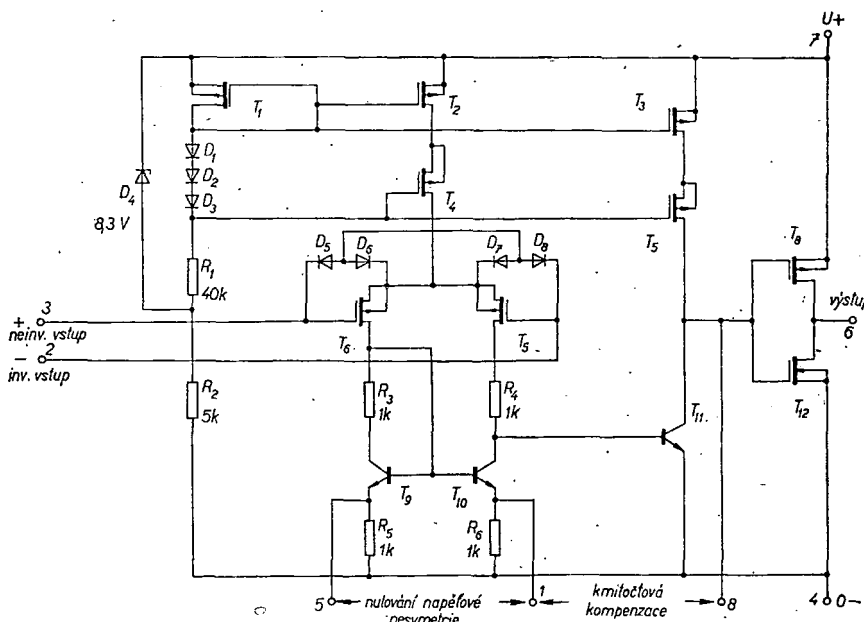 U+
7
T1
T2
T3
D1
D2
D3
D4
8,3 V
T4
T5
R1
40k
D5
D6
D7
D8
T8
3
+
neinv. vstup
2
−
inv. vstup
T6
T5
výstup
6
R2
5k
R3
1k
R4
1k
T11
T12
T9
T10
R5
1k
R6
1k
5
nulování napěťové
nesymetrie
1
kmitočtová
kompenzace
8
4
0−